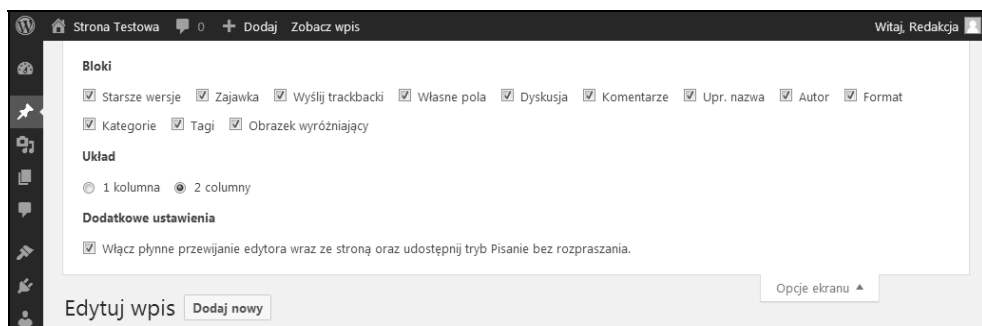 Strona Testowa 0 + Dodaj Zobacz wpis Witaj, Redakcja
Bloki
Starsze wersje Zajawka Wyślij trackbacki Własne pola Dyskusja Komentarze Upr. nazwa Autor Format
Kategorie Tagi Obrazek wyróżniający
Układ
1 kolumna 2 columny
Dodatkowe ustawienia
Włącz płynne przewijanie edytora wraz ze stroną oraz udostępnij tryb Pisanie bez rozpraszania.
Opcje ekranu ▲
Edytuj wpis Dodaj nowy